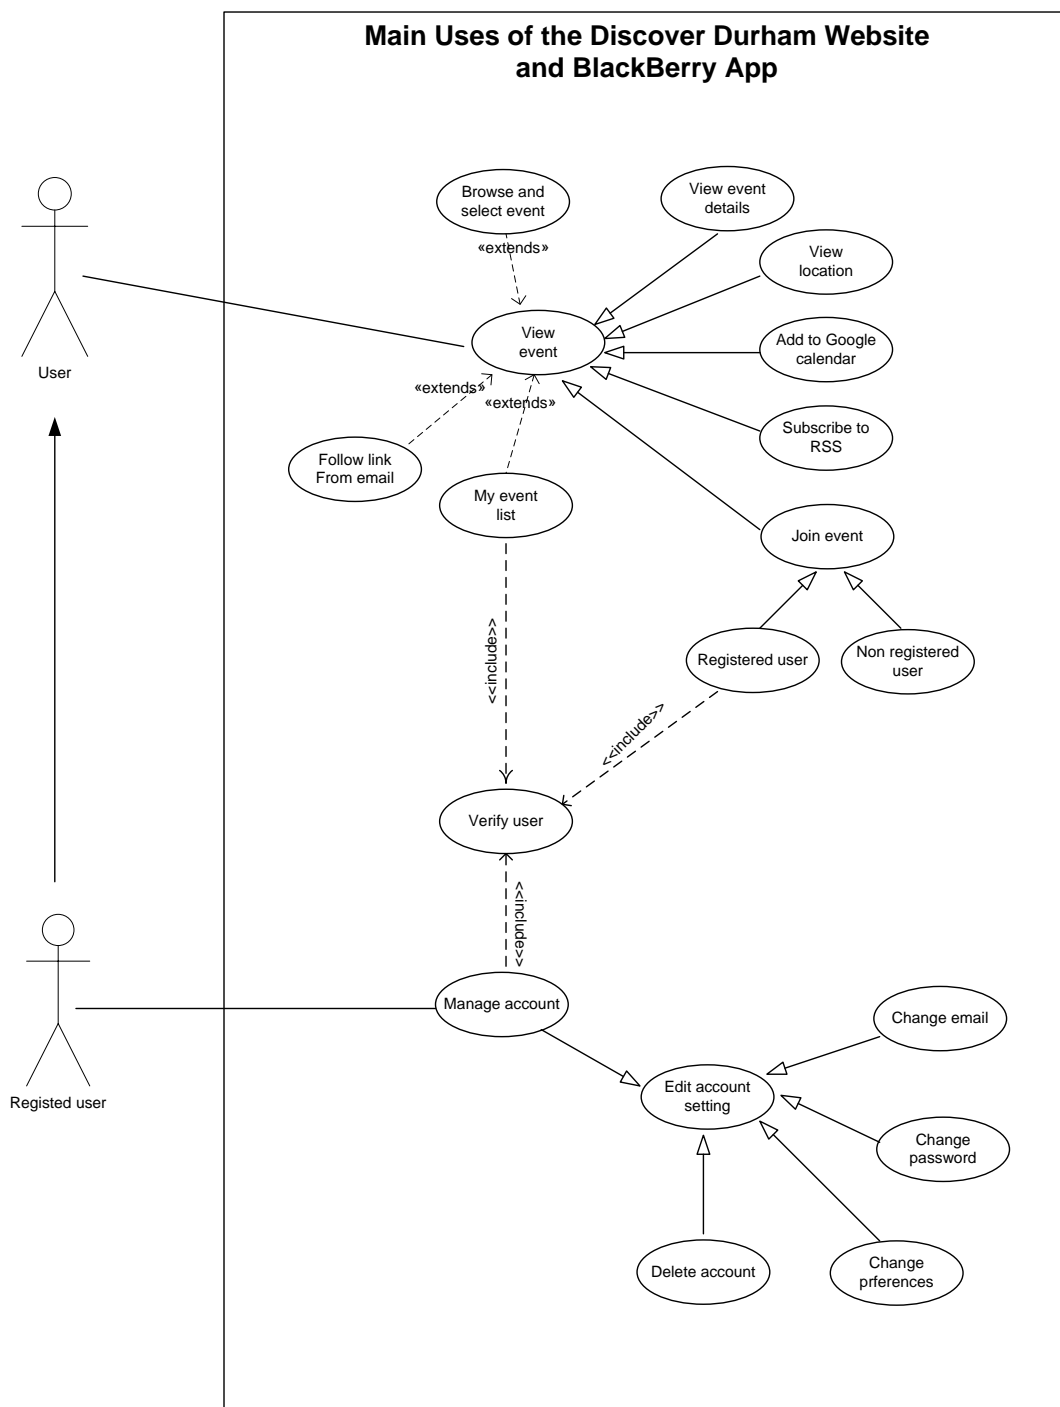 Main Uses of the Discover Durham Website
and BlackBerry App
Browse and
select event
View event
details
«extends»
View
location
View
event
Add to Google
calendar
User
«extends»
«extends»
Subscribe to
RSS
Follow link
From email
My event
list
Join event
<<include>>
Registered user
Non registered
user
<<include>>
Verify user
<<include>>
Manage account
Change email
Registed user
Edit account
setting
Change
password
Delete account
Change
prferences